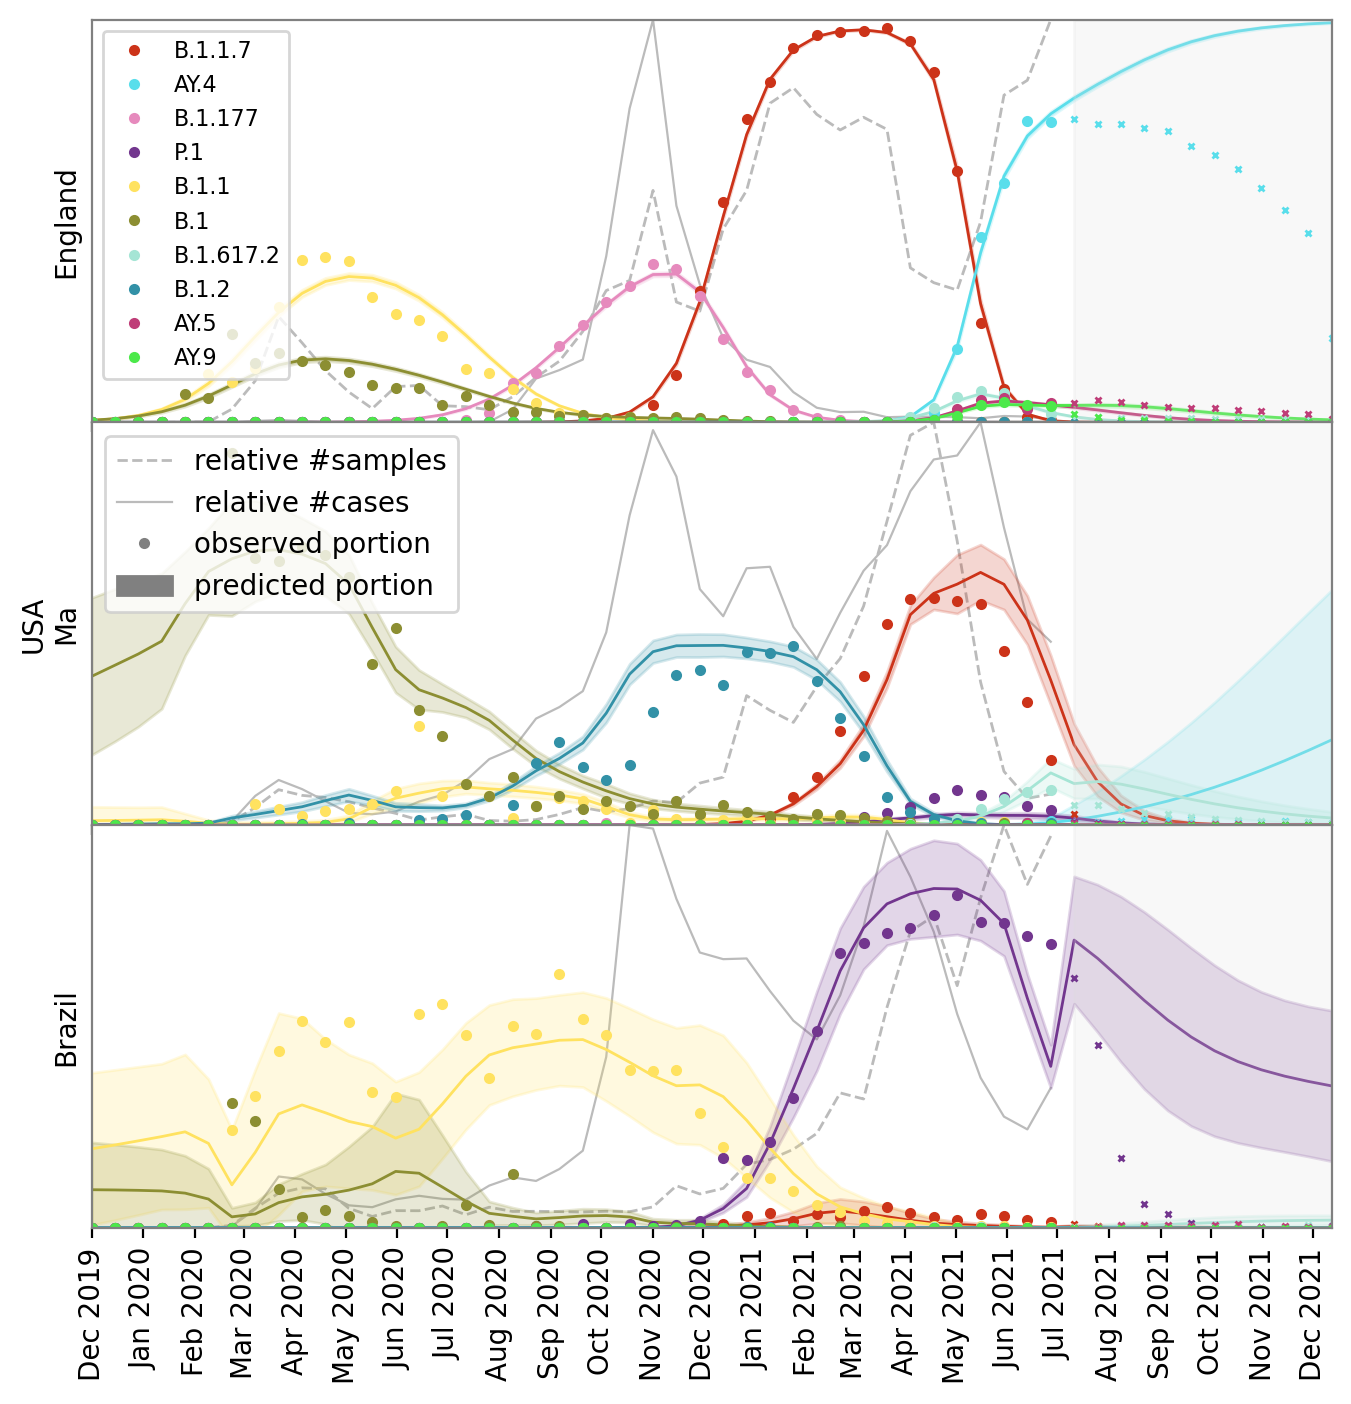 England
B.1.1.7
AY.4
B.1.177
P.1
B.1.1
B.1
B.1.617.2
B.1.2
AY.5
AY.9
USA
Ma
relative #samples
relative #cases
observed portion
predicted portion
Brazil
Dec 2019
Jan 2020
Feb 2020
Mar 2020
Apr 2020
May 2020
Jun 2020
Jul 2020
Aug 2020
Sep 2020
Oct 2020
Nov 2020
Dec 2020
Jan 2021
Feb 2021
Mar 2021
Apr 2021
May 2021
Jun 2021
Jul 2021
Aug 2021
Sep 2021
Oct 2021
Nov 2021
Dec 2021